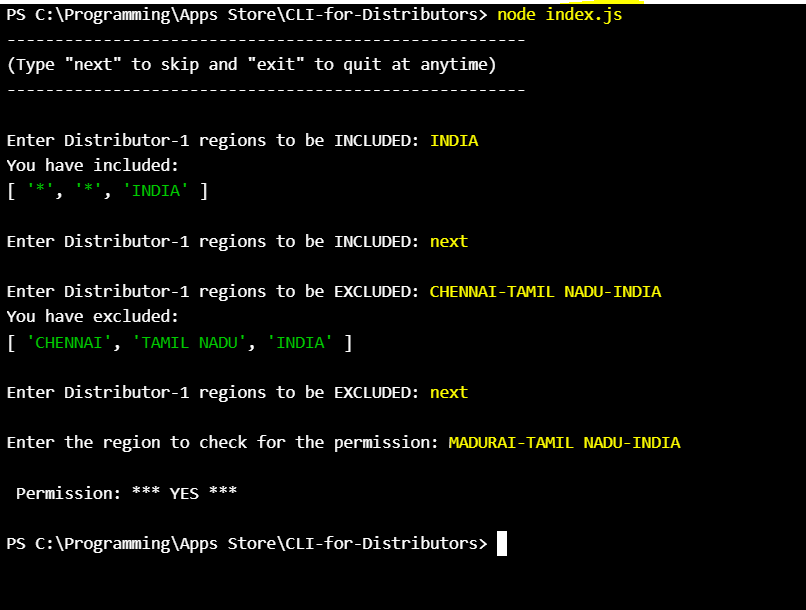 PS C:\Programming\Apps Store\CLI-for-Distributors> node index.js
------------------------------------------------------
(Type "next" to skip and "exit" to quit at anytime)
------------------------------------------------------
Enter Distributor-1 regions to be INCLUDED: INDIA
You have included:
[ '*', '*', 'INDIA' ]
Enter Distributor-1 regions to be INCLUDED: next
Enter Distributor-1 regions to be EXCLUDED: CHENNAI-TAMIL NADU-INDIA
You have excluded:
[ 'CHENNAI', 'TAMIL NADU', 'INDIA' ]
Enter Distributor-1 regions to be EXCLUDED: next
Enter the region to check for the permission: MADURAI-TAMIL NADU-INDIA
Permission: *** YES ***
PS C:\Programming\Apps Store\CLI-for-Distributors>